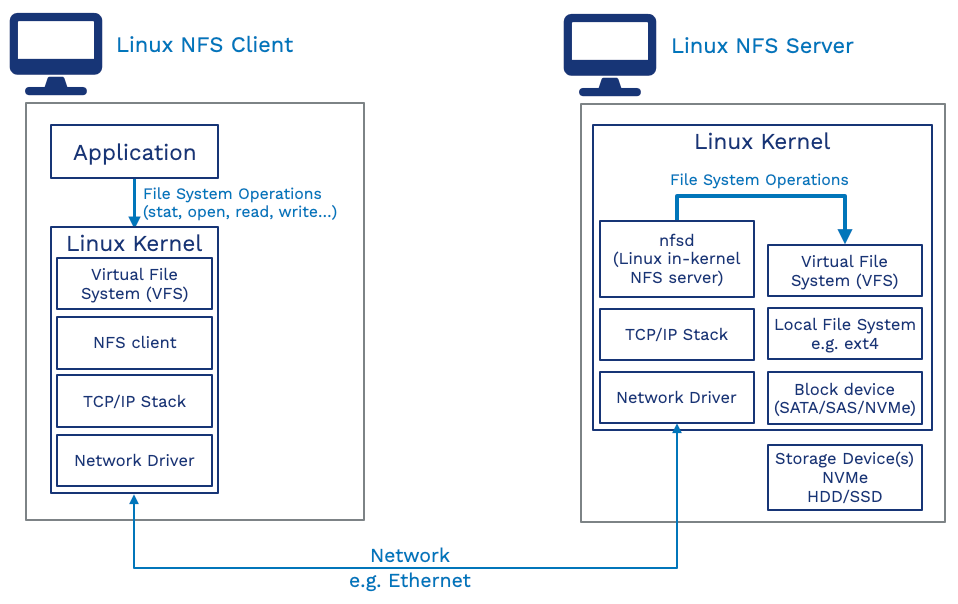 Linux NFS Client
Application
File System Operations
(stat, open, read, write...)
Linux Kernel
Virtual File
System (VFS)
NFS client
TCP/IP Stack
Network Driver
Linux NFS Server
Linux Kernel
File System Operations
nfsd
(Linux in-kernel
NFS server)
TCP/IP Stack
Network Driver
Virtual File
System (VFS)
Local File System
e.g. ext4
Block device
(SATA/SAS/NVMe)
Storage Device(s)
NVMe
HDD/SSD
Network
e.g. Ethernet